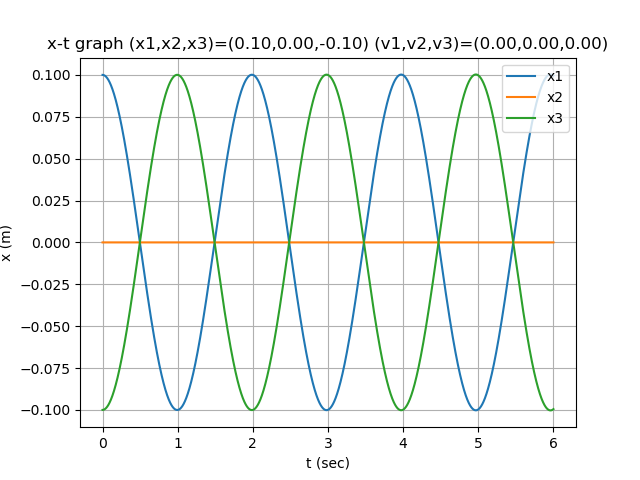 x-t graph (x1,x2,x3)=(0.10,0.00,-0.10) (v1,v2,v3)=(0.00,0.00,0.00)
x1
x2
x3
0.100
0.075
0.050
0.025
0.000
−0.025
−0.050
−0.075
−0.100
x (m)
0 1 2 3 4 5 6
t (sec)